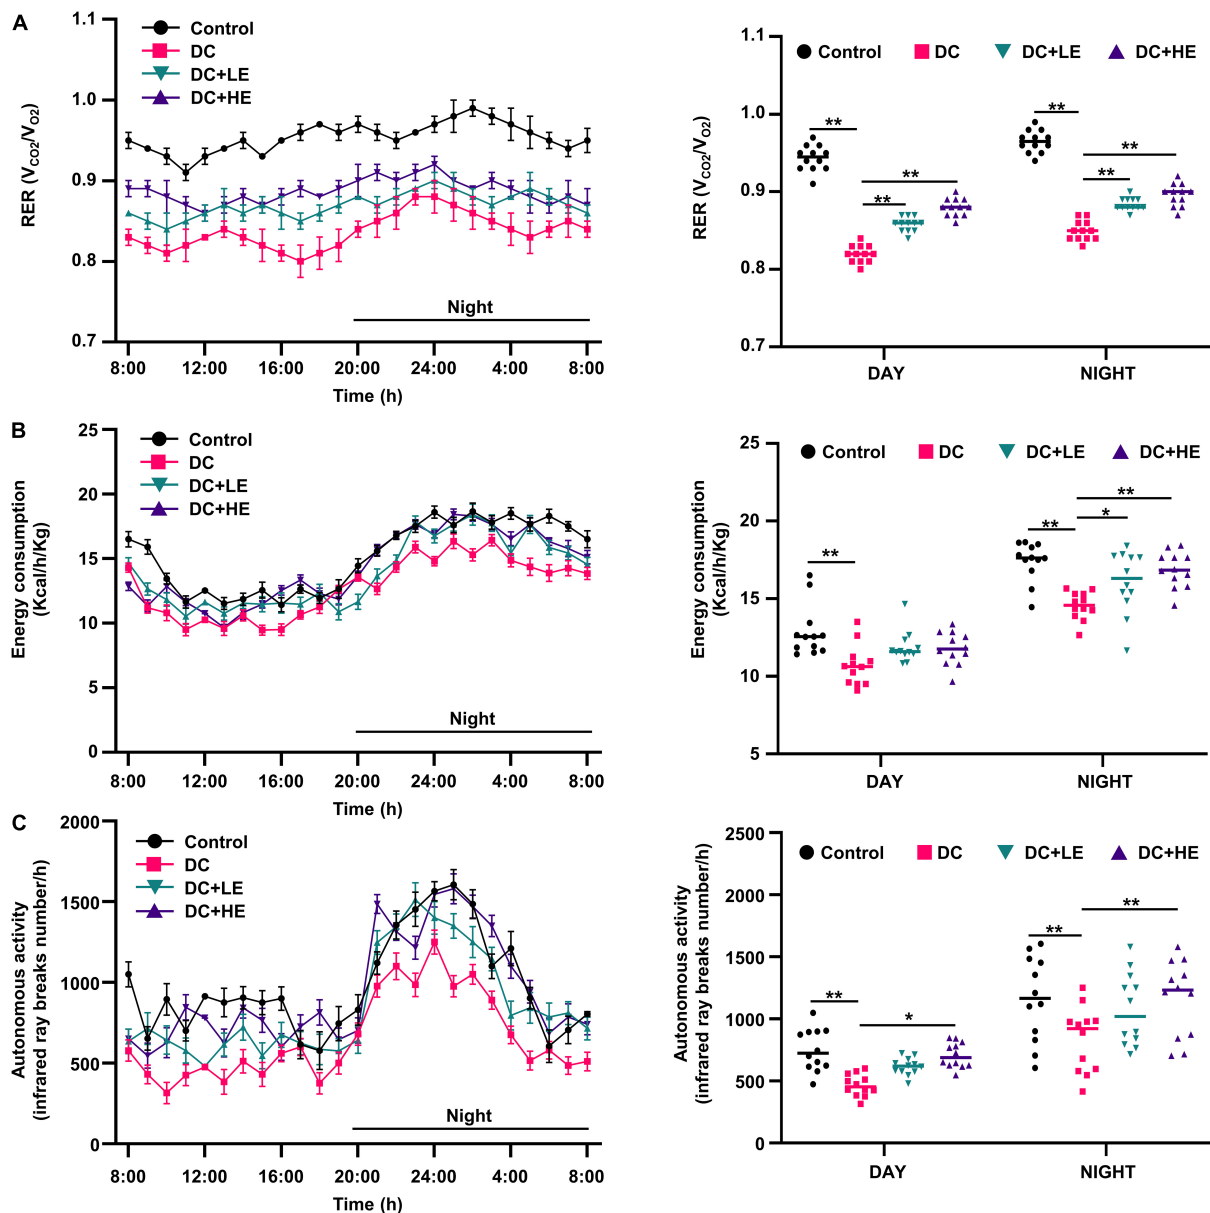 A
RER (VCO2/VO2)
1.1
1.0
0.9
0.8
0.7
Control
DC
DC+LE
DC+HE
Night
8:00 12:00 16:00 20:00 24:00 4:00 8:00
Time (h)
RER (VCO2/VO2)
1.1
1.0
0.9
0.8
0.7
Control DC DC+LE DC+HE
** ** ** ** ** **
DAY NIGHT
B
Energy consumption
(Kcal/h/Kg)
25
20
15
10
5
0
Control
DC
DC+LE
DC+HE
Night
8:00 12:00 16:00 20:00 24:00 4:00 8:00
Time (h)
Energy consumption
(Kcal/h/Kg)
25
20
15
10
5
Control DC DC+LE DC+HE
** ** * **
DAY NIGHT
C
Autonomous activity
(infrared ray breaks number/h)
2000
1500
1000
500
0
Control
DC
DC+LE
DC+HE
Night
8:00 12:00 16:00 20:00 24:00 4:00 8:00
Time (h)
Autonomous activity
(infrared ray breaks number/h)
2500
2000
1500
1000
500
0
Control DC DC+LE DC+HE
** * ** **
DAY NIGHT